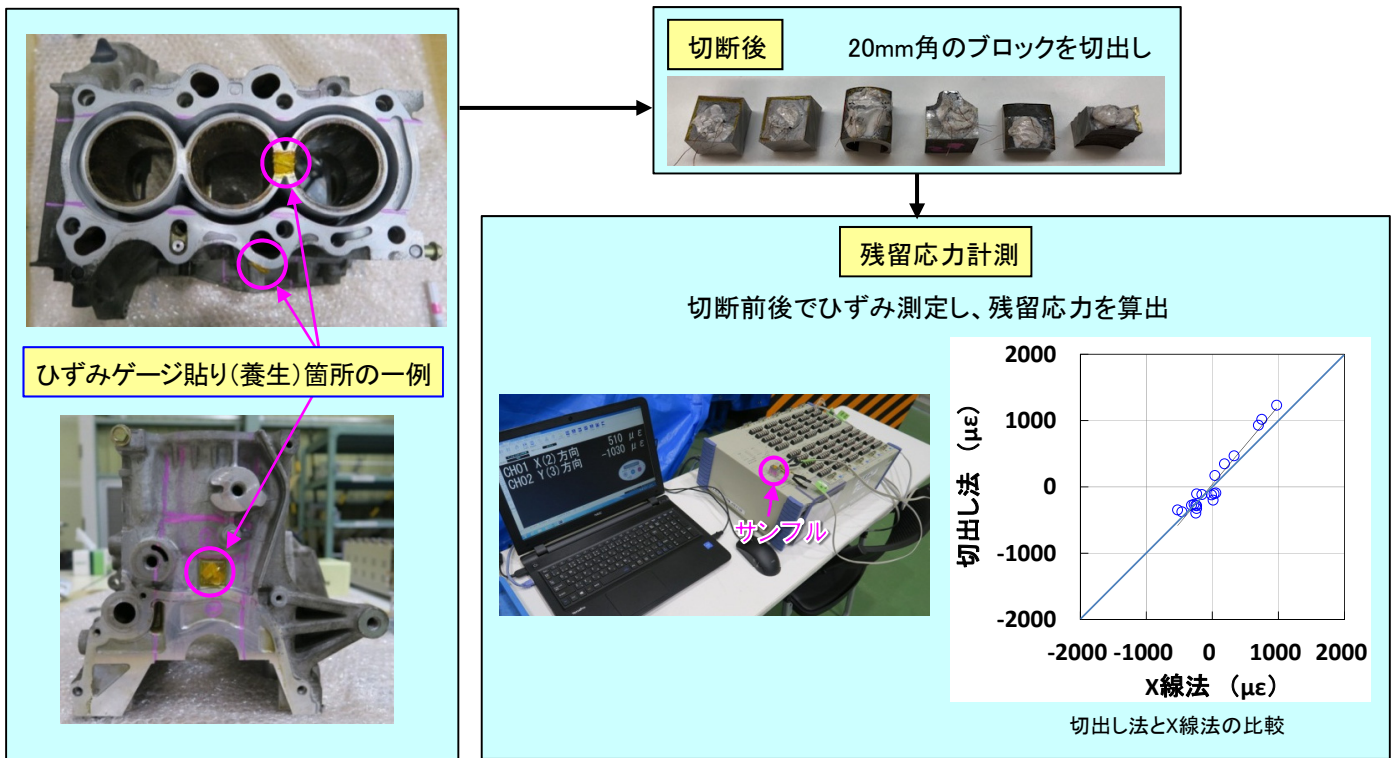 ひずみゲージ貼り(養生)箇所の一例
切断後
20mm角のブロックを切出し
残留応力計測
切断前後でひずみ測定し、残留応力を算出
CH01 X(2)方向 510 με
CH02 Y(3)方向 -1030 με
サンプル
2000
1000
0
-1000
-2000
切出し法 (με)
-2000 -1000 0 1000 2000
X線法 (με)
切出し法とX線法の比較